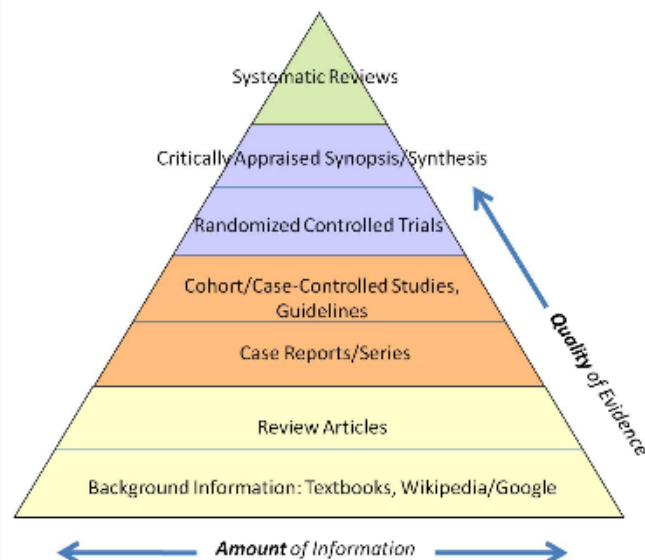 Systematic Reviews
Critically Appraised Synopsis/Synthesis
Randomized Controlled Trials
Cohort/Case-Controlled Studies,
Guidelines
Case Reports/Series
Quality of Evidence
Review Articles
Background Information: Textbooks, Wikipedia/Google
Amount of Information